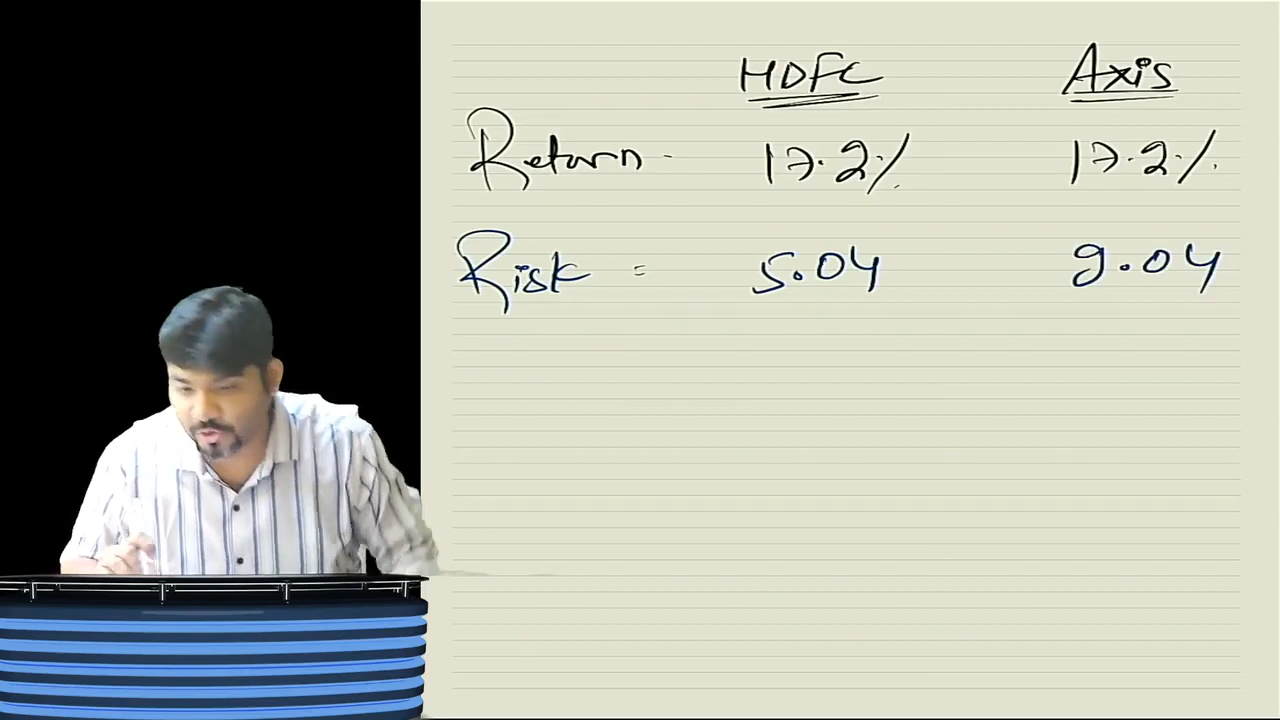 HDFC Axis
Return - 17.2% 17.2%
Risk = 5.04 9.04